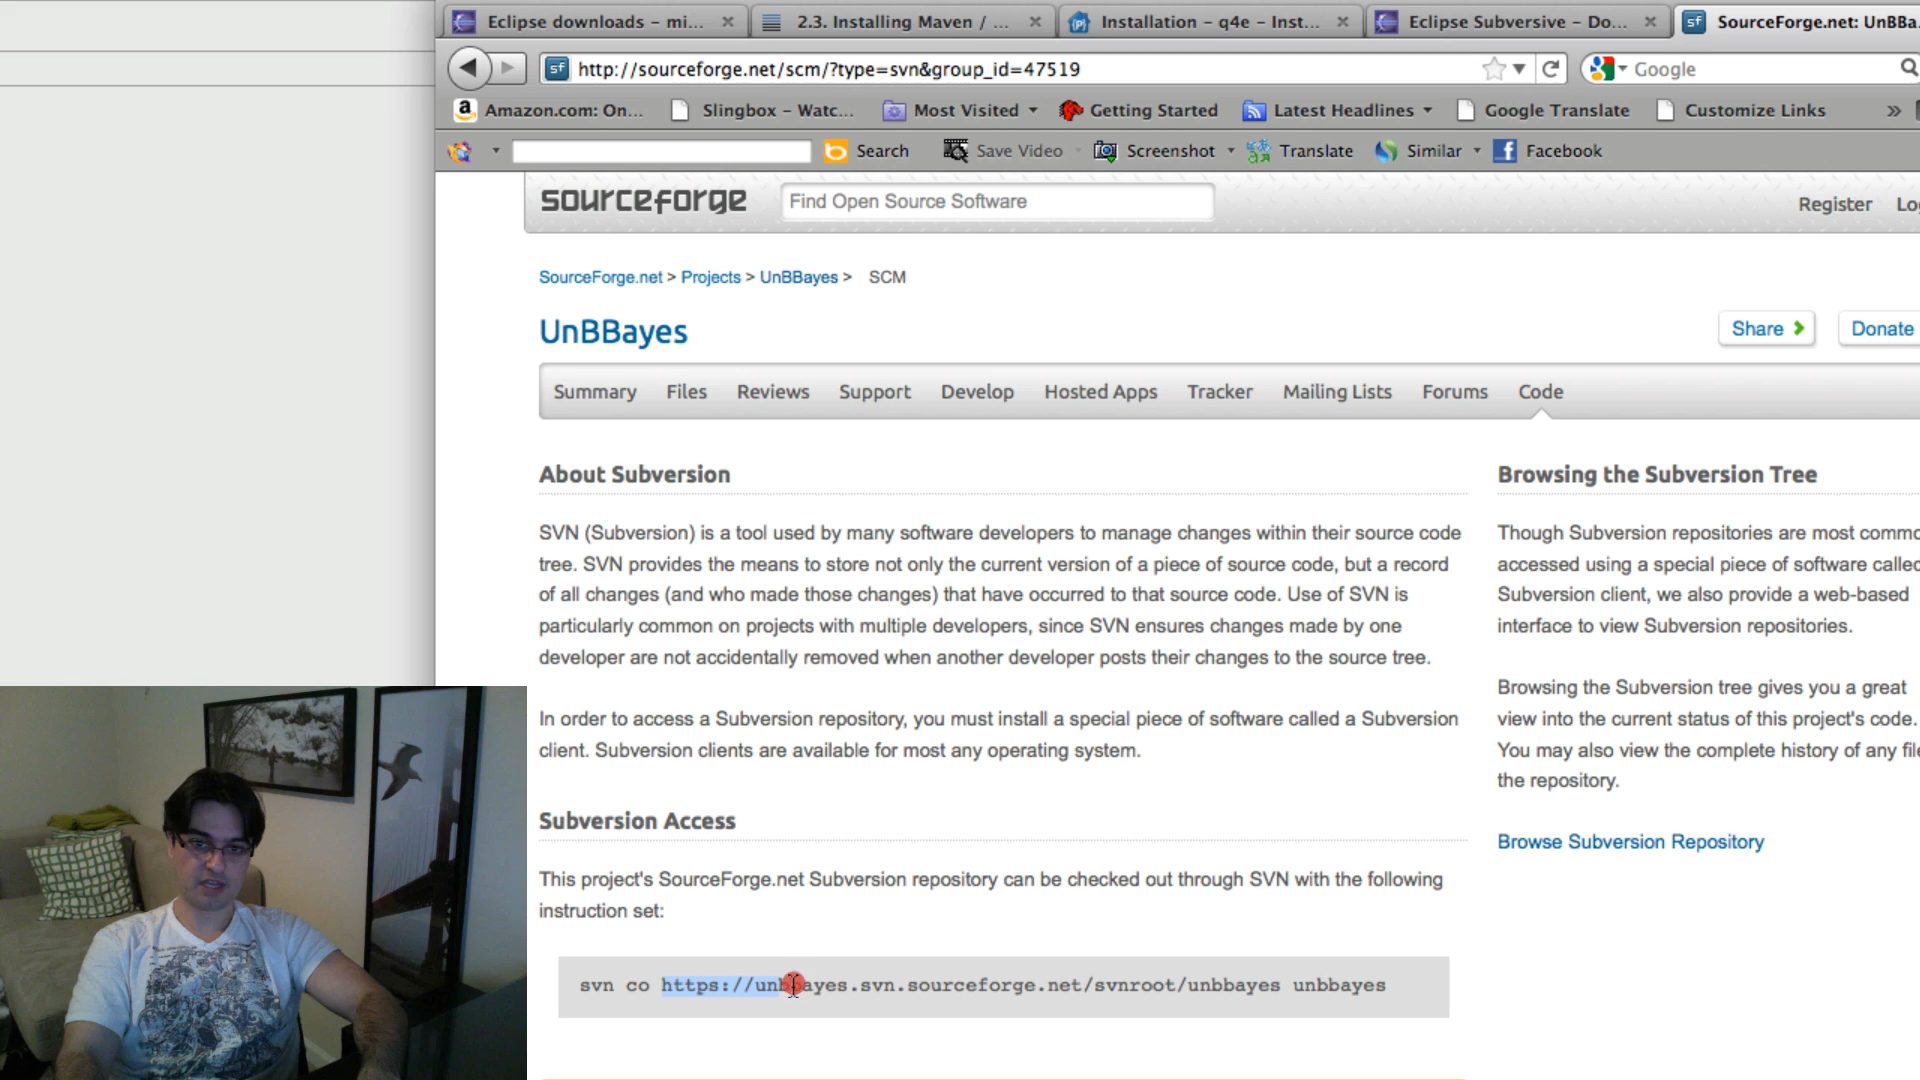 Eclipse downloads – mi...
2.3. Installing Maven / ...
Installation – q4e – Inst...
Eclipse Subversive – Do...
SourceForge.net: UnBBa
http://sourceforge.net/scm/?type=svn&group_id=47519
Google
Amazon.com: On...
Slingbox – Watc...
Most Visited
Getting Started
Latest Headlines
Google Translate
Customize Links
»
Search
Save Video
Screenshot
Translate
Similar
Facebook
sourceforge
Find Open Source Software
Register
Log
SourceForge.net > Projects > UnBBayes > SCM
UnBBayes
Share
Donate
Summary Files Reviews Support Develop Hosted Apps Tracker Mailing Lists Forums Code
About Subversion
SVN (Subversion) is a tool used by many software developers to manage changes within their source code
tree. SVN provides the means to store not only the current version of a piece of source code, but a record
of all changes (and who made those changes) that have occurred to that source code. Use of SVN is
particularly common on projects with multiple developers, since SVN ensures changes made by one
developer are not accidentally removed when another developer posts their changes to the source tree.
In order to access a Subversion repository, you must install a special piece of software called a Subversion
client. Subversion clients are available for most any operating system.
Subversion Access
This project's SourceForge.net Subversion repository can be checked out through SVN with the following
instruction set:
svn co https://unbbayes.svn.sourceforge.net/svnroot/unbbayes unbbayes
Browsing the Subversion Tree
Though Subversion repositories are most commo
accessed using a special piece of software called
Subversion client, we also provide a web-based
interface to view Subversion repositories.
Browsing the Subversion tree gives you a great
view into the current status of this project's code.
You may also view the complete history of any file
the repository.
Browse Subversion Repository